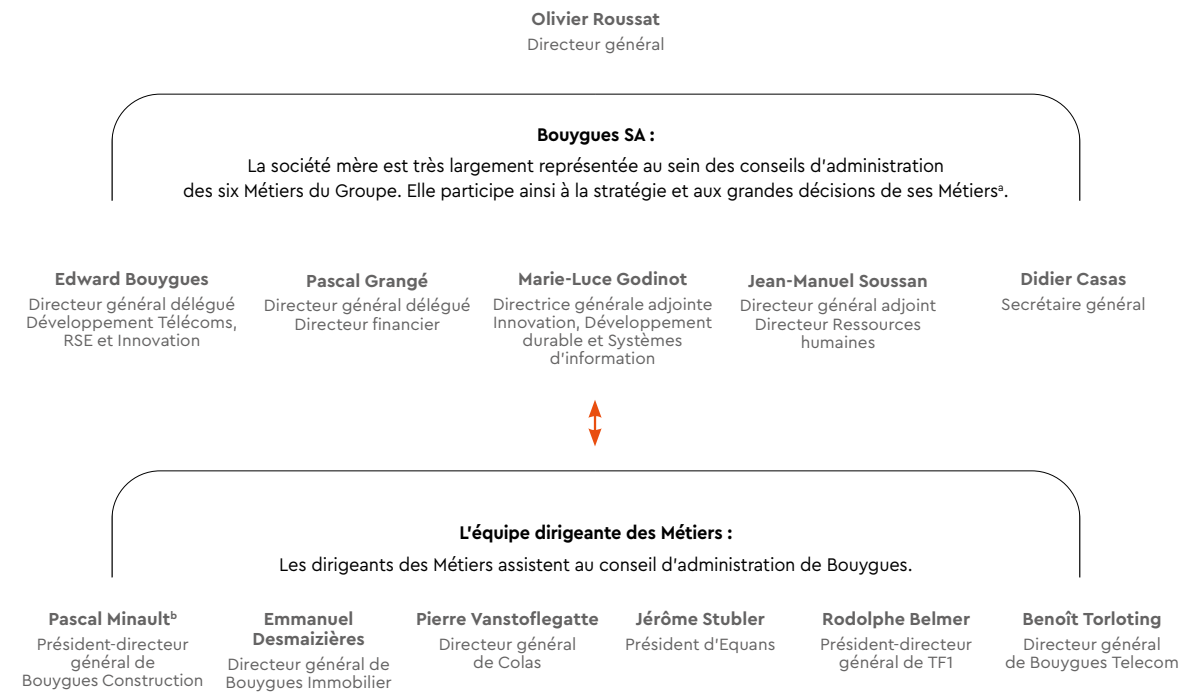 Olivier Roussat
Directeur général
Bouygues SA :
La société mère est très largement représentée au sein des conseils d'administration
des six Métiers du Groupe. Elle participe ainsi à la stratégie et aux grandes décisions de ses Métiersª.
Edward Bouygues
Directeur général délégué
Développement Télécoms,
RSE et Innovation
Pascal Grangé
Directeur général délégué
Directeur financier
Marie-Luce Godinot
Directrice générale adjointe
Innovation, Développement
durable et Systèmes
d'information
Jean-Manuel Soussan
Directeur général adjoint
Directeur Ressources
humaines
Didier Casas
Secrétaire général
L'équipe dirigeante des Métiers :
Les dirigeants des Métiers assistent au conseil d'administration de Bouygues.
Pascal Minaultᵇ
Président-directeur
général de
Bouygues Construction
Emmanuel
Desmaizières
Directeur général de
Bouygues Immobilier
Pierre Vanstoflegatte
Directeur général
de Colas
Jérôme Stubler
Président d'Equans
Rodolphe Belmer
Président-directeur
général de TF1
Benoît Torloting
Directeur général
de Bouygues Telecom